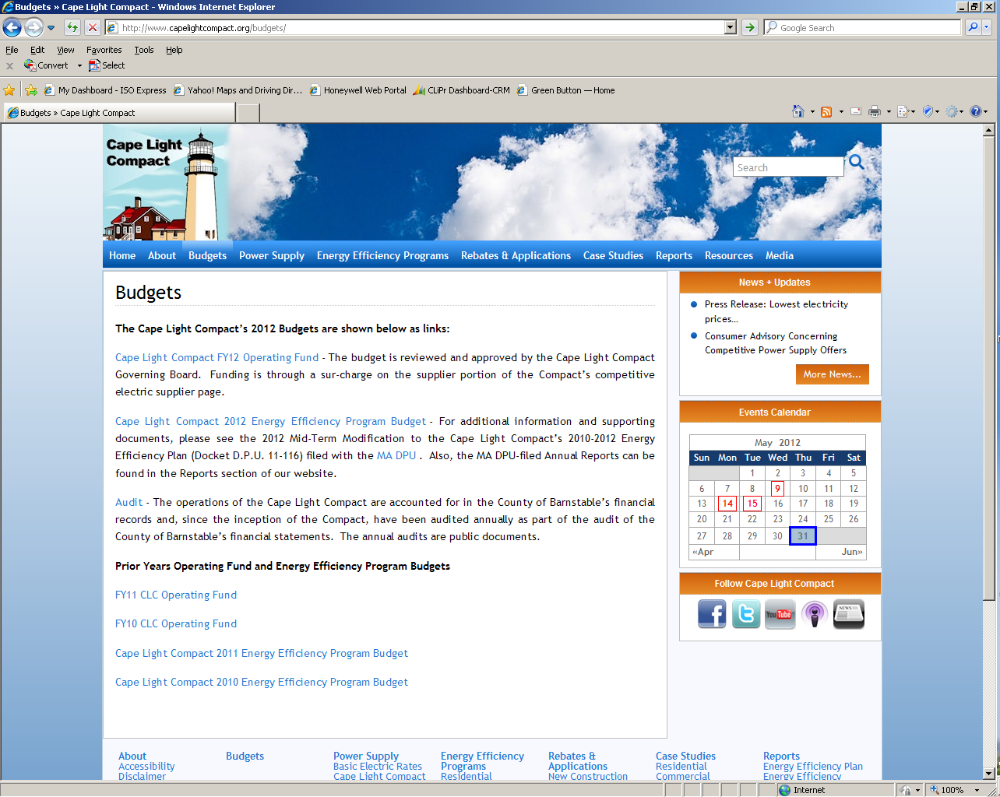 Budgets » Cape Light Compact - Windows Internet Explorer
http://www.capelightcompact.org/budgets/
Google Search
File Edit View Favorites Tools Help
Convert Select
My Dashboard - ISO Express Yahoo! Maps and Driving Dir... Honeywell Web Portal CLiPr Dashboard-CRM Green Button — Home
Budgets » Cape Light Compact
Cape Light
Compact
Search
Home About Budgets Power Supply Energy Efficiency Programs Rebates & Applications Case Studies Reports Resources Media
Budgets
The Cape Light Compact's 2012 Budgets are shown below as links:
Cape Light Compact FY12 Operating Fund - The budget is reviewed and approved by the Cape Light Compact
Governing Board. Funding is through a sur-charge on the supplier portion of the Compact's competitive
electric supplier page.
Cape Light Compact 2012 Energy Efficiency Program Budget - For additional information and supporting
documents, please see the 2012 Mid-Term Modification to the Cape Light Compact's 2010-2012 Energy
Efficiency Plan (Docket D.P.U. 11-116) filed with the MA DPU . Also, the MA DPU-filed Annual Reports can be
found in the Reports section of our website.
Audit - The operations of the Cape Light Compact are accounted for in the County of Barnstable's financial
records and, since the inception of the Compact, have been audited annually as part of the audit of the
County of Barnstable's financial statements. The annual audits are public documents.
Prior Years Operating Fund and Energy Efficiency Program Budgets
FY11 CLC Operating Fund
FY10 CLC Operating Fund
Cape Light Compact 2011 Energy Efficiency Program Budget
Cape Light Compact 2010 Energy Efficiency Program Budget
News + Updates
Press Release: Lowest electricity
prices...
Consumer Advisory Concerning
Competitive Power Supply Offers
More News...
Events Calendar
May 2012
Sun Mon Tue Wed Thu Fri Sat
1 2 3 4 5
6 7 8 9 10 11 12
13 14 15 16 17 18 19
20 21 22 23 24 25 26
27 28 29 30 31
«Apr Jun»
Follow Cape Light Compact
YouTube
NEWS
About Budgets Power Supply Energy Efficiency Rebates & Case Studies Reports
Accessibility Basic Electric Rates Programs Applications Residential Energy Efficiency Plan
Disclaimer Cape Light Compact Residential New Construction Commercial Energy Efficiency
Internet 100%